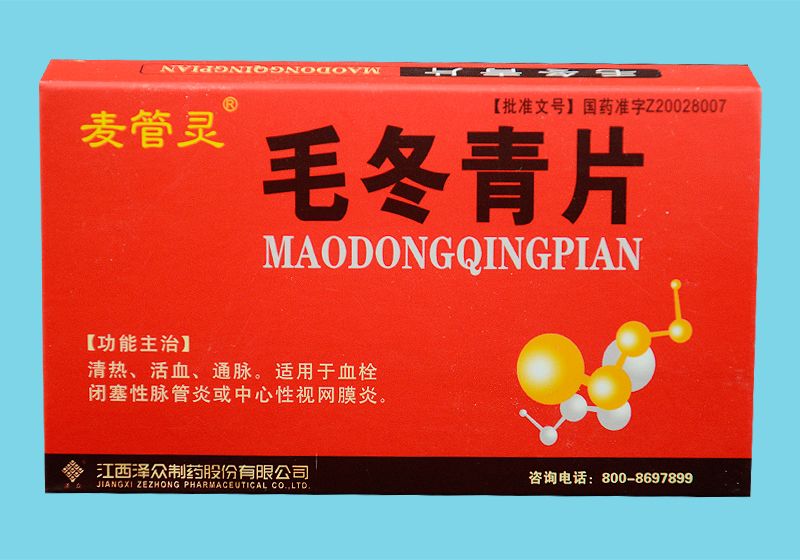 MAODONGQINGPIAN 毛冬青片
麦管灵®
【批准文号】国药准字Z20028007
毛冬青片
MAODONGQINGPIAN
【功能主治】
清热、活血、通脉。适用于血栓
闭塞性脉管炎或中心性视网膜炎。
江西泽众制药股份有限公司
JIANGXI ZEZHONG PHARMACEUTICAL CO.,LTD.
咨询电话：800-8697899